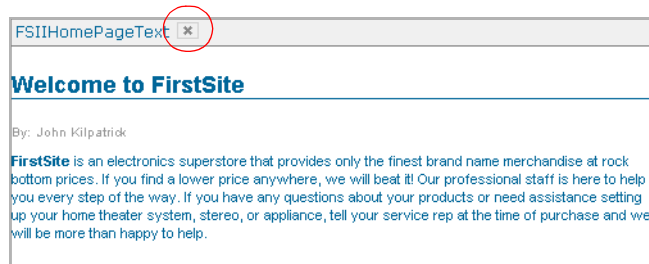 FSIIHomePageText
Welcome to FirstSite
By: John Kilpatrick
FirstSite is an electronics superstore that provides only the finest brand name merchandise at rock
bottom prices. If you find a lower price anywhere, we will beat it! Our professional staff is here to help
you every step of the way. If you have any questions about your products or need assistance setting
up your home theater system, stereo, or appliance, tell your service rep at the time of purchase and we
will be more than happy to help.